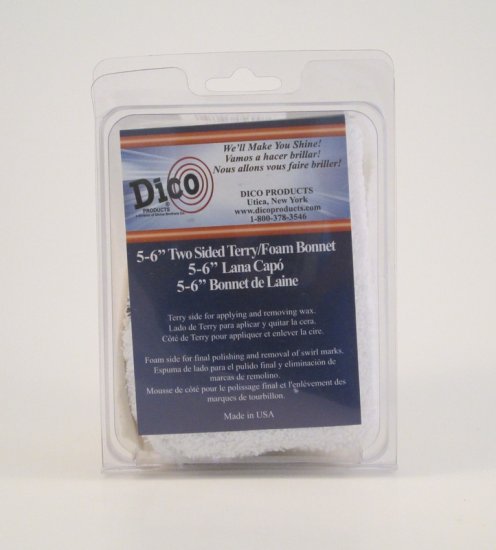 We'll Make You Shine!
Vamos a hacer brillar!
Nous allons vous faire briller!
Dico
PRODUCTS
DICO PRODUCTS
Utica, New York
www.dicoproducts.com
1-800-378-3546
5-6" Two Sided Terry/Foam Bonnet
5-6" Lana Capó
5-6" Bonnet de Laine
Terry side for applying and removing wax.
Lado de Terry para aplicar y quitar la cera.
Côté de Terry pour appliquer et enlever la cire.
Foam side for final polishing and removal of swirl marks.
Espuma de lado para el pulido final y eliminación de
marcas de remolino.
Mousse de côté pour le polissage final et l'enlévement des
marques de tourbillon.
Made in USA